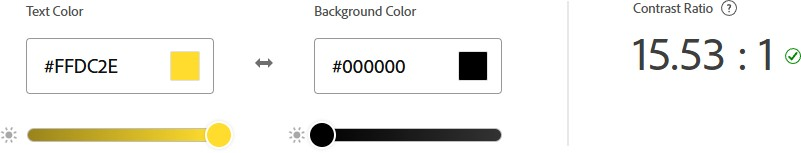 Text Color
Background Color
Contrast Ratio ?
#FFDC2E
#000000
15.53 : 1